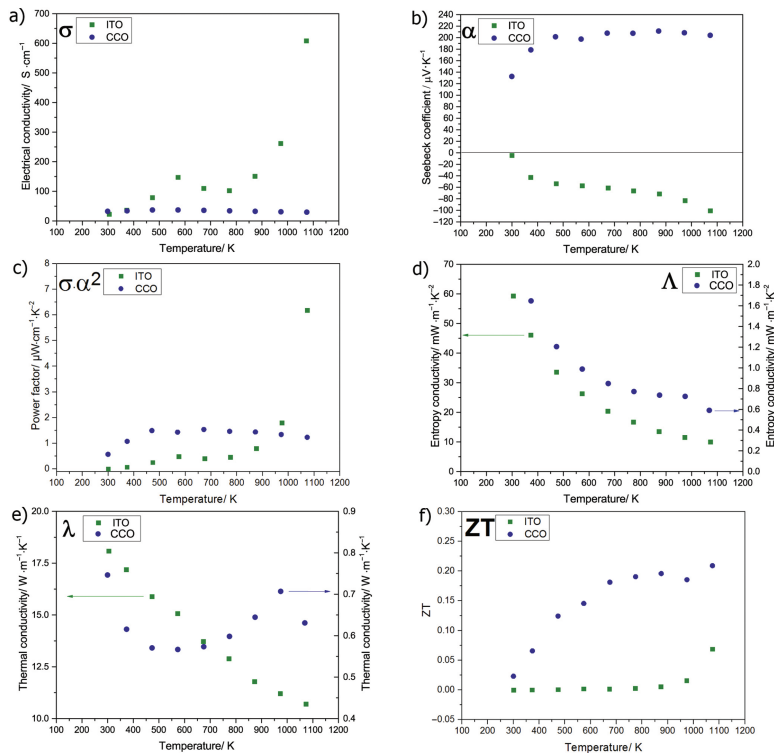 a)
σ
ITO
CCO
Electrical conductivity/ S ·cm⁻¹
700
600
500
400
300
200
100
0
100 200 300 400 500 600 700 800 900 1000 1100 1200
Temperature/ K
b)
α
ITO
CCO
Seebeck coefficient / μV·K⁻¹
240
220
200
180
160
140
120
100
80
60
40
20
0
−20
−40
−60
−80
−100
−120
100 200 300 400 500 600 700 800 900 1000 1100 1200
Temperature/ K
c)
σ·α²
ITO
CCO
Power factor/ μW·cm⁻¹·K⁻²
8
7
6
5
4
3
2
1
0
100 200 300 400 500 600 700 800 900 1000 1100 1200
Temperature/ K
d)
Λ
ITO
CCO
Entropy conductivity/ mW·m⁻¹·K⁻²
70
60
50
40
30
20
10
0
2.0
1.8
1.6
1.4
1.2
1.0
0.8
0.6
0.4
0.2
0.0
Entropy conductivity/ mW·m⁻¹·K⁻²
100 200 300 400 500 600 700 800 900 1000 1100 1200
Temperature/ K
e)
λ
ITO
CCO
Thermal conductivity/ W·m⁻¹·K⁻¹
20.0
17.5
15.0
12.5
10.0
0.9
0.8
0.7
0.6
0.5
0.4
Thermal conductivity/ W·m⁻¹·K⁻¹
100 200 300 400 500 600 700 800 900 1000 1100 1200
Temperature/ K
f)
ZT
ITO
CCO
ZT
0.30
0.25
0.20
0.15
0.10
0.05
0.00
−0.05
100 200 300 400 500 600 700 800 900 1000 1100 1200
Temperature/ K